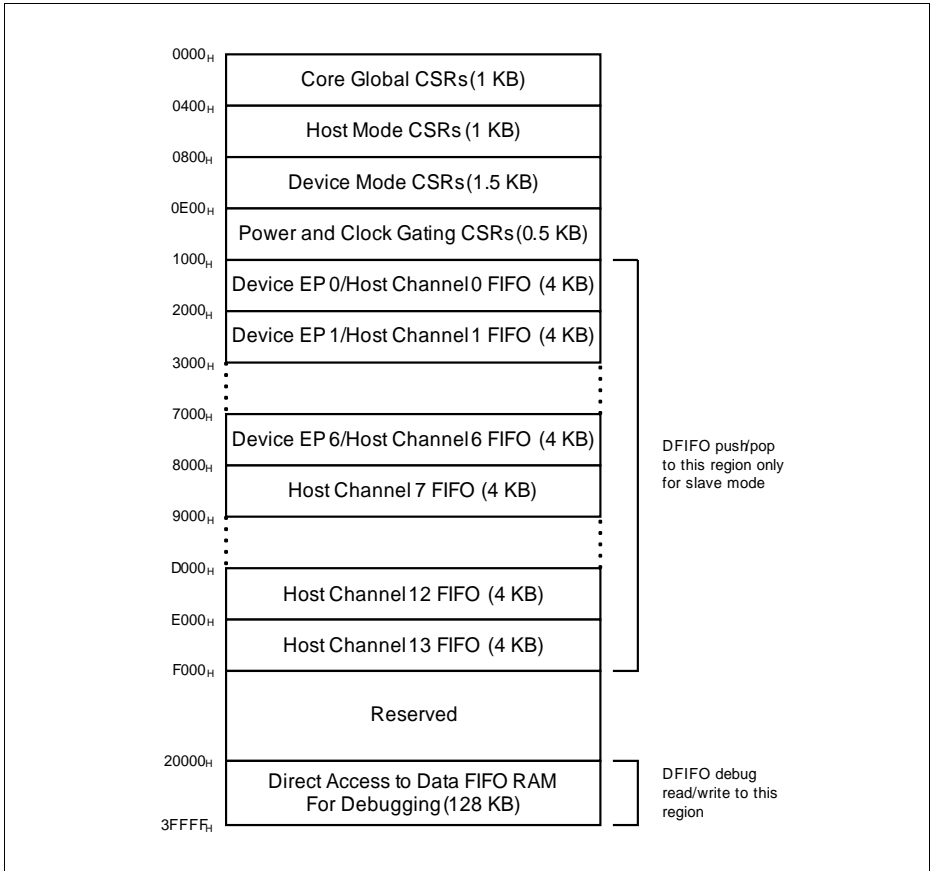 0000H
Core Global CSRs (1 KB)
0400H
Host Mode CSRs (1 KB)
0800H
Device Mode CSRs (1.5 KB)
0E00H
Power and Clock Gating CSRs (0.5 KB)
1000H
Device EP 0/Host Channel 0 FIFO (4 KB)
2000H
Device EP 1/Host Channel 1 FIFO (4 KB)
3000H
7000H
Device EP 6/Host Channel 6 FIFO (4 KB)
8000H
Host Channel 7 FIFO (4 KB)
9000H
DFIFO push/pop
to this region only
for slave mode
D000H
Host Channel 12 FIFO (4 KB)
E000H
Host Channel 13 FIFO (4 KB)
F000H
Reserved
20000H
Direct Access to Data FIFO RAM
For Debugging (128 KB)
3FFFFH
DFIFO debug
read/write to this
region